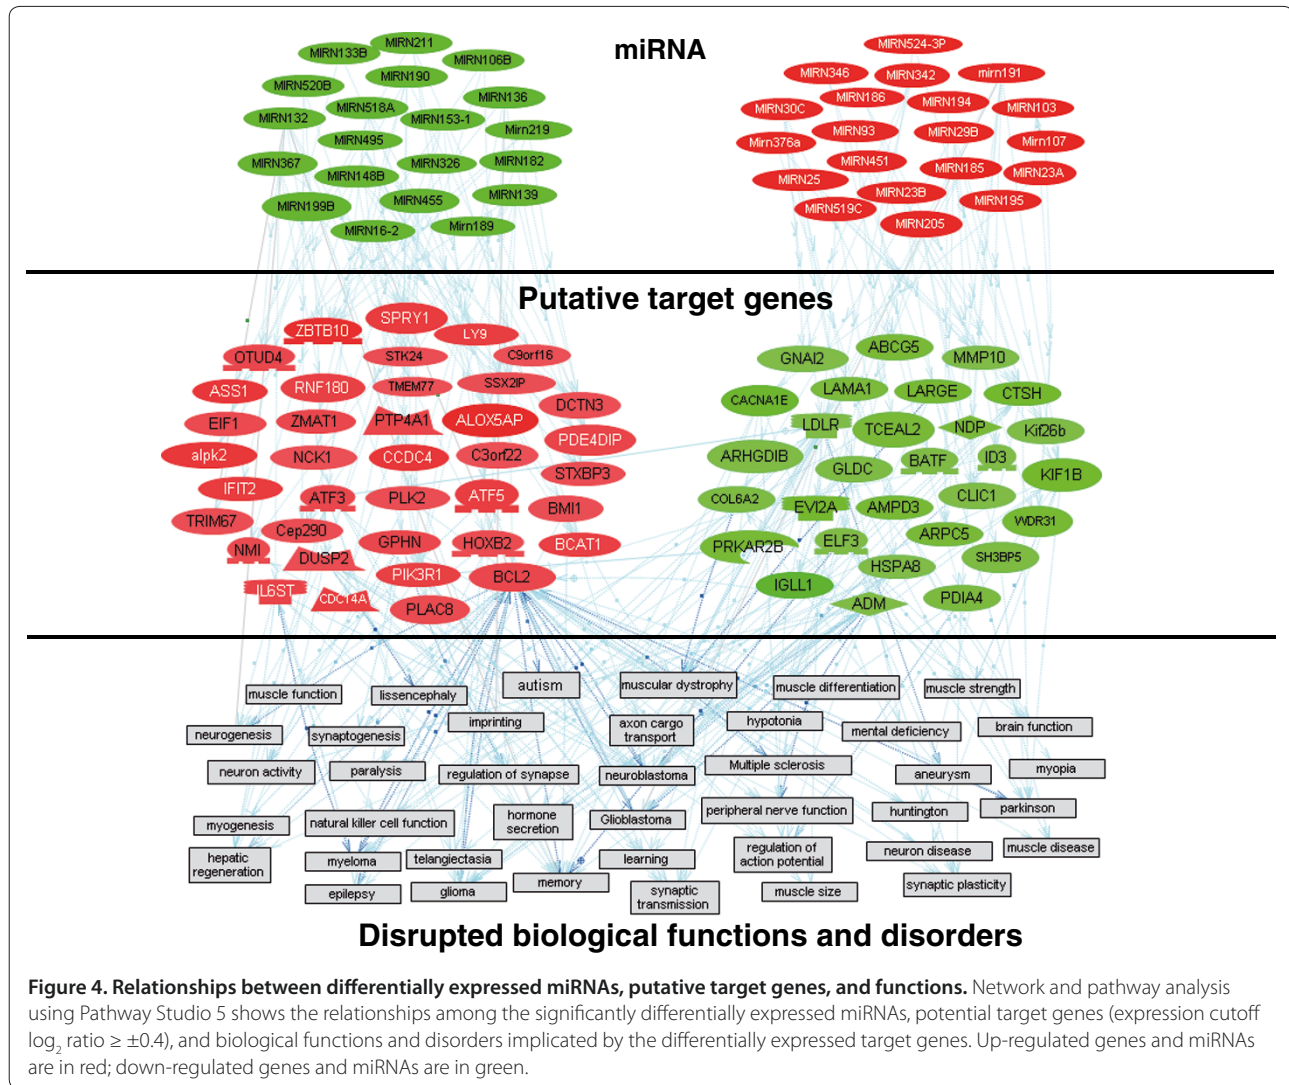 miRNA
MIRN211
MIRN133B
MIRN106B
MIRN190
MIRN520B
MIRN136
MIRN518A
MIRN132
MIRN153-1
Mirn219
MIRN495
MIRN367
MIRN326
MIRN182
MIRN148B
MIRN139
MIRN199B
MIRN455
MIRN16-2
Mirn189
MIRN524-3P
MIRN346
MIRN342
mirn191
MIRN30C
MIRN186
MIRN194
MIRN103
Mirn376a
MIRN93
MIRN29B
Mirn107
MIRN451
MIRN185
MIRN23A
MIRN25
MIRN23B
MIRN195
MIRN519C
MIRN205
Putative target genes
SPRY1
ZBTB10
LY9
OTUD4
STK24
C9orf16
ASS1
RNF180
TMEM77
SSX2IP
DCTN3
EIF1
ZMAT1
PTP4A1
ALOX5AP
PDE4DIP
alpk2
NCK1
CCDC4
C3orf22
STXBP3
IFIT2
ATF3
PLK2
ATF5
BMI1
TRIM67
Cep290
NMI
DUSP2
GPHN
HOXB2
BCAT1
IL6ST
CDC14A
PIK3R1
BCL2
PLAC8
GNAI2
ABCG5
MMP10
CACNA1E
LAMA1
LARGE
CTSH
LDLR
TCEAL2
NDP
Kif26b
ARHGDIB
GLDC
BATF
ID3
KIF1B
COL6A2
EVI2A
AMPD3
CLIC1
WDR31
PRKAR2B
ELF3
ARPC5
SH3BP5
IGLL1
HSPA8
ADM
PDIA4
muscle function
lissencephaly
autism
muscular dystrophy
muscle differentiation
muscle strength
neurogenesis
synaptogenesis
imprinting
axon cargo
transport
hypotonia
mental deficiency
brain function
neuron activity
paralysis
regulation of synapse
neuroblastoma
Multiple sclerosis
aneurysm
myopia
myogenesis
natural killer cell function
hormone
secretion
Glioblastoma
peripheral nerve function
huntington
parkinson
hepatic
regeneration
myeloma
telangiectasia
learning
regulation of
action potential
neuron disease
muscle disease
epilepsy
glioma
memory
synaptic
transmission
muscle size
synaptic plasticity
Disrupted biological functions and disorders
Figure 4. Relationships between differentially expressed miRNAs, putative target genes, and functions. Network and pathway analysis
using Pathway Studio 5 shows the relationships among the significantly differentially expressed miRNAs, potential target genes (expression cutoff
log2 ratio ≥ ±0.4), and biological functions and disorders implicated by the differentially expressed target genes. Up-regulated genes and miRNAs
are in red; down-regulated genes and miRNAs are in green.